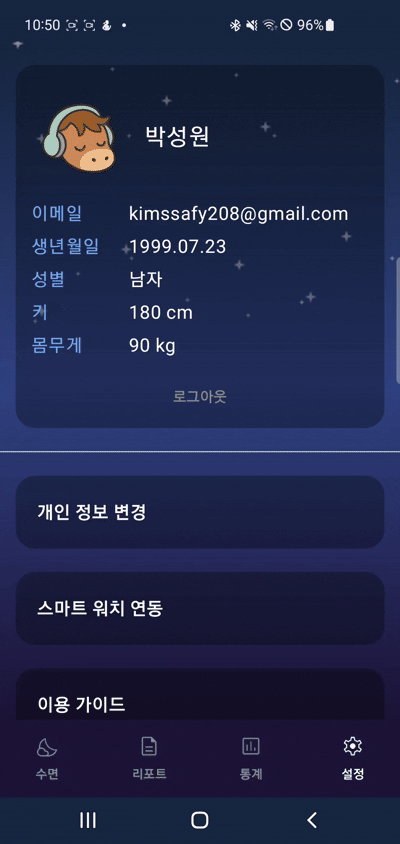 10:50 96%
박성원
이메일 kimssafy208@gmail.com
생년월일 1999.07.23
성별 남자
키 180 cm
몸무게 90 kg
로그아웃
개인 정보 변경
스마트 워치 연동
이용 가이드
수면 리포트 통계 설정